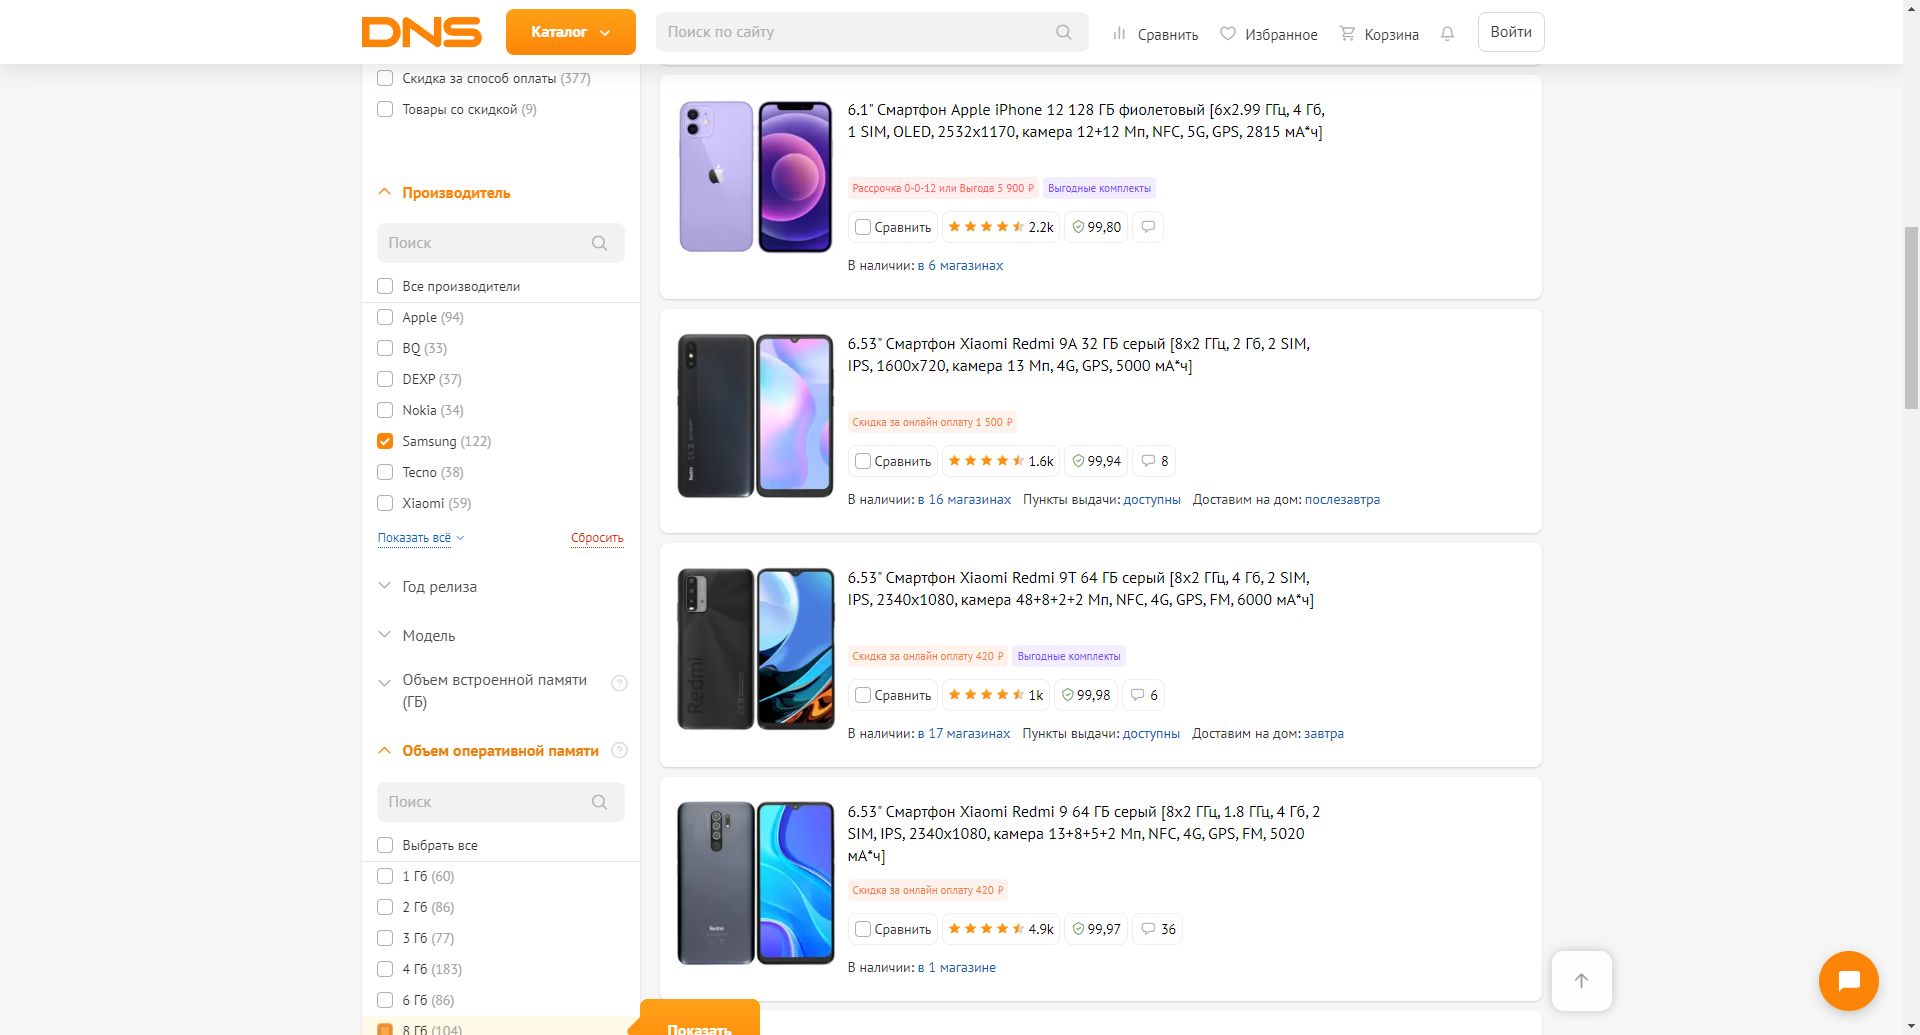 DNS
Каталог
Поиск по сайту
Сравнить
Избранное
Корзина
Войти
Скидка за способ оплаты (377)
Товары со скидкой (9)
Производитель
Поиск
Все производители
Apple (94)
BQ (33)
DEXP (37)
Nokia (34)
Samsung (122)
Tecno (38)
Xiaomi (59)
Показать всё
Сбросить
Год релиза
Модель
Объем встроенной памяти
(ГБ)
?
Объем оперативной памяти
?
Поиск
Выбрать все
1 Гб (60)
2 Гб (86)
3 Гб (77)
4 Гб (183)
6 Гб (86)
8 Гб (104)
Показать
6.1" Смартфон Apple iPhone 12 128 ГБ фиолетовый [6x2.99 ГГц, 4 Гб,
1 SIM, OLED, 2532x1170, камера 12+12 Мп, NFC, 5G, GPS, 2815 мА*ч]
Рассрочка 0-0-12 или Выгода 5 900 ₽
Выгодные комплекты
Сравнить
2.2k
99,80
В наличии: в 6 магазинах
6.53" Смартфон Xiaomi Redmi 9A 32 ГБ серый [8x2 ГГц, 2 Гб, 2 SIM,
IPS, 1600x720, камера 13 Мп, 4G, GPS, 5000 мА*ч]
Скидка за онлайн оплату 1 500 ₽
Сравнить
1.6k
99,94
8
В наличии: в 16 магазинах Пункты выдачи: доступны Доставим на дом: послезавтра
Redmi
6.53" Смартфон Xiaomi Redmi 9T 64 ГБ серый [8x2 ГГц, 4 Гб, 2 SIM,
IPS, 2340x1080, камера 48+8+2+2 Мп, NFC, 4G, GPS, FM, 6000 мА*ч]
Скидка за онлайн оплату 420 ₽
Выгодные комплекты
Сравнить
1k
99,98
6
В наличии: в 17 магазинах Пункты выдачи: доступны Доставим на дом: завтра
Redmi
6.53" Смартфон Xiaomi Redmi 9 64 ГБ серый [8x2 ГГц, 1.8 ГГц, 4 Гб, 2
SIM, IPS, 2340x1080, камера 13+8+5+2 Мп, NFC, 4G, GPS, FM, 5020
мА*ч]
Скидка за онлайн оплату 420 ₽
Сравнить
4.9k
99,97
36
В наличии: в 1 магазине
Redmi